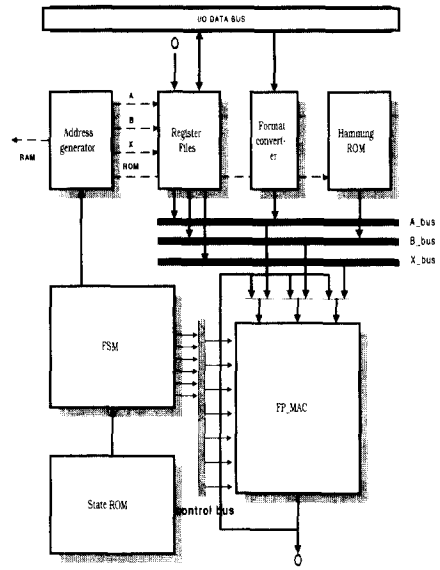 I/O DATA BUS
A
B
X
ROM
RAM
Address
generator
Register
Files
Format
convert-
er
Hamming
ROM
A_bus
B_bus
X_bus
FSM
FP_MAC
State ROM
control bus